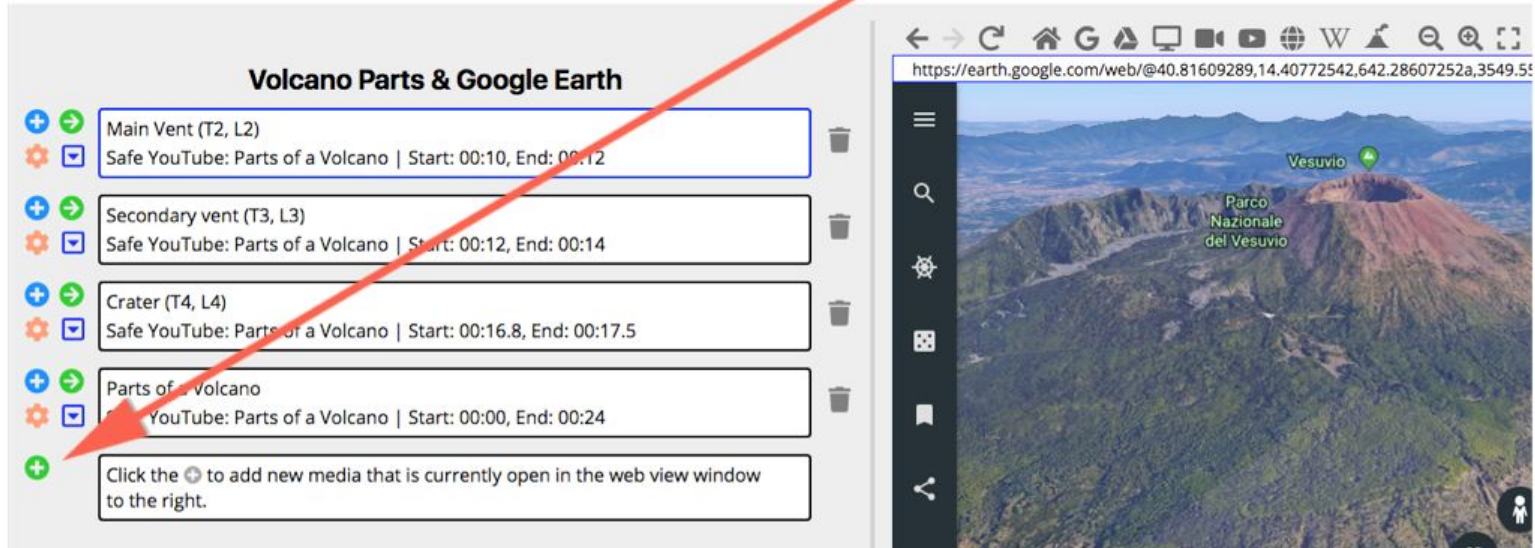 Volcano Parts & Google Earth
Main Vent (T2, L2)
Safe YouTube: Parts of a Volcano | Start: 00:10, End: 00:12
Secondary vent (T3, L3)
Safe YouTube: Parts of a Volcano | Start: 00:12, End: 00:14
Crater (T4, L4)
Safe YouTube: Parts of a Volcano | Start: 00:16.8, End: 00:17.5
Parts of a Volcano
YouTube: Parts of a Volcano | Start: 00:00, End: 00:24
Click the to add new media that is currently open in the web view window
to the right.
G W
https://earth.google.com/web/@40.81609289,14.40772542,642.28607252a,3549.55
Vesuvio
Parco
Nazionale
del Vesuvio